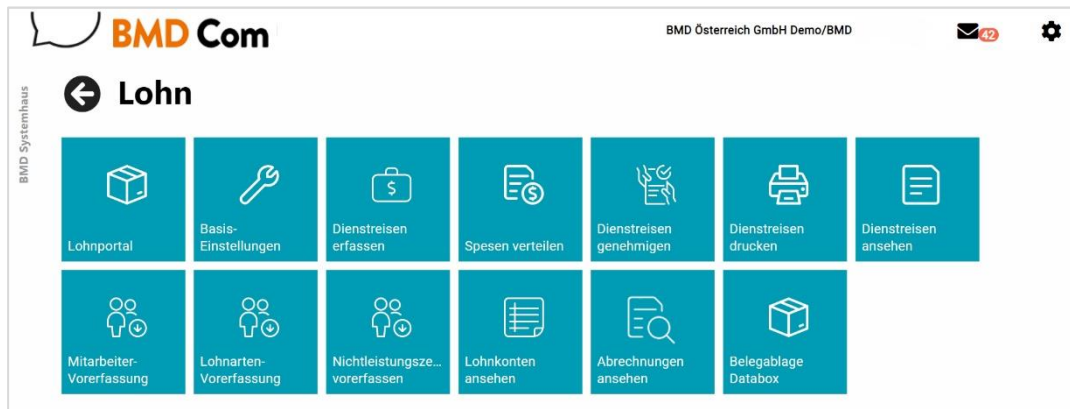 BMD Com
BMD Österreich GmbH Demo/BMD
42
BMD Systemhaus
Lohn
Lohnportal
Basis-
Einstellungen
Dienstreisen
erfassen
Spesen verteilen
Dienstreisen
genehmigen
Dienstreisen
drucken
Dienstreisen
ansehen
Mitarbeiter-
Vorerfassung
Lohnarten-
Vorerfassung
Nichtleistungsze...
vorerfassen
Lohnkonten
ansehen
Abrechnungen
ansehen
Belegablage
Databox